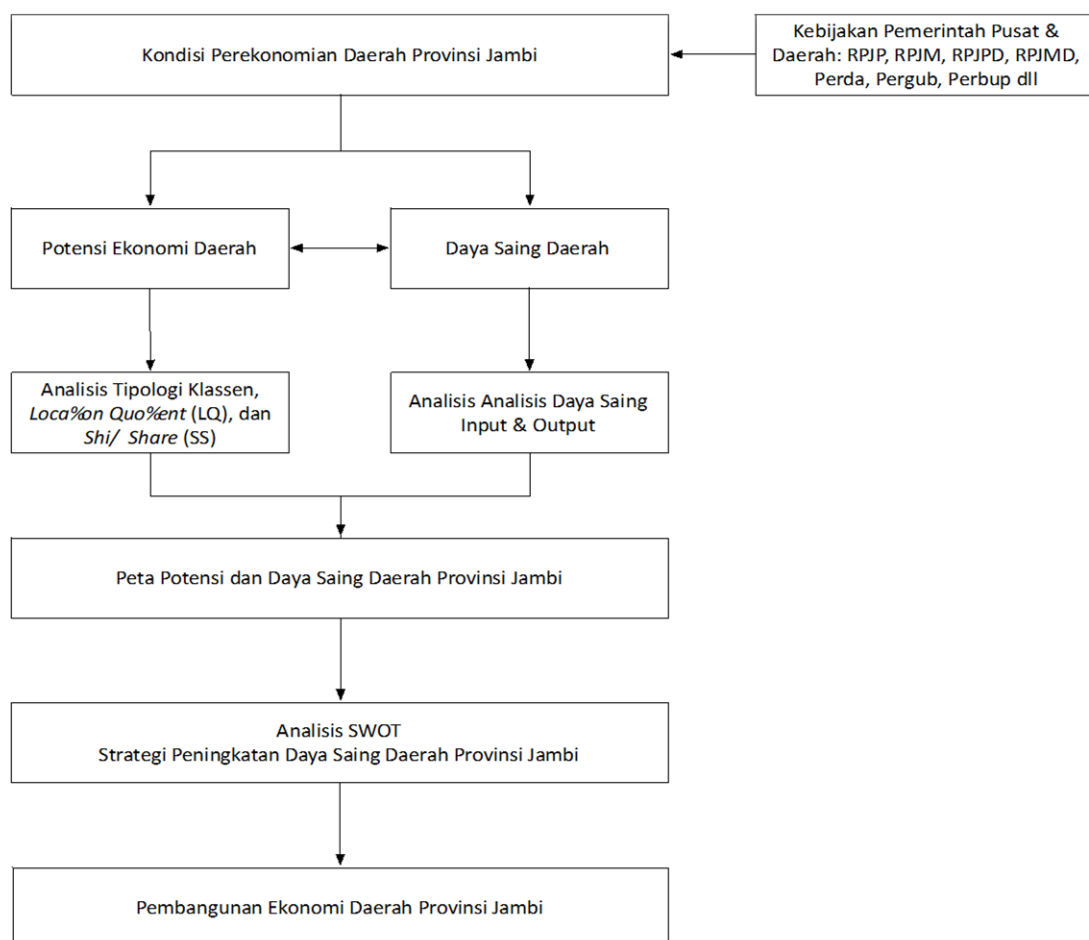 Kondisi Perekonomian Daerah Provinsi Jambi
Kebijakan Pemerintah Pusat &
Daerah: RPJP, RPJM, RPJPD, RPJMD,
Perda, Pergub, Perbup dll
Potensi Ekonomi Daerah
Daya Saing Daerah
Analisis Tipologi Klassen,
Loca%on Quo%ent (LQ), dan
Shi/ Share (SS)
Analisis Analisis Daya Saing
Input & Output
Peta Potensi dan Daya Saing Daerah Provinsi Jambi
Analisis SWOT
Strategi Peningkatan Daya Saing Daerah Provinsi Jambi
Pembangunan Ekonomi Daerah Provinsi Jambi